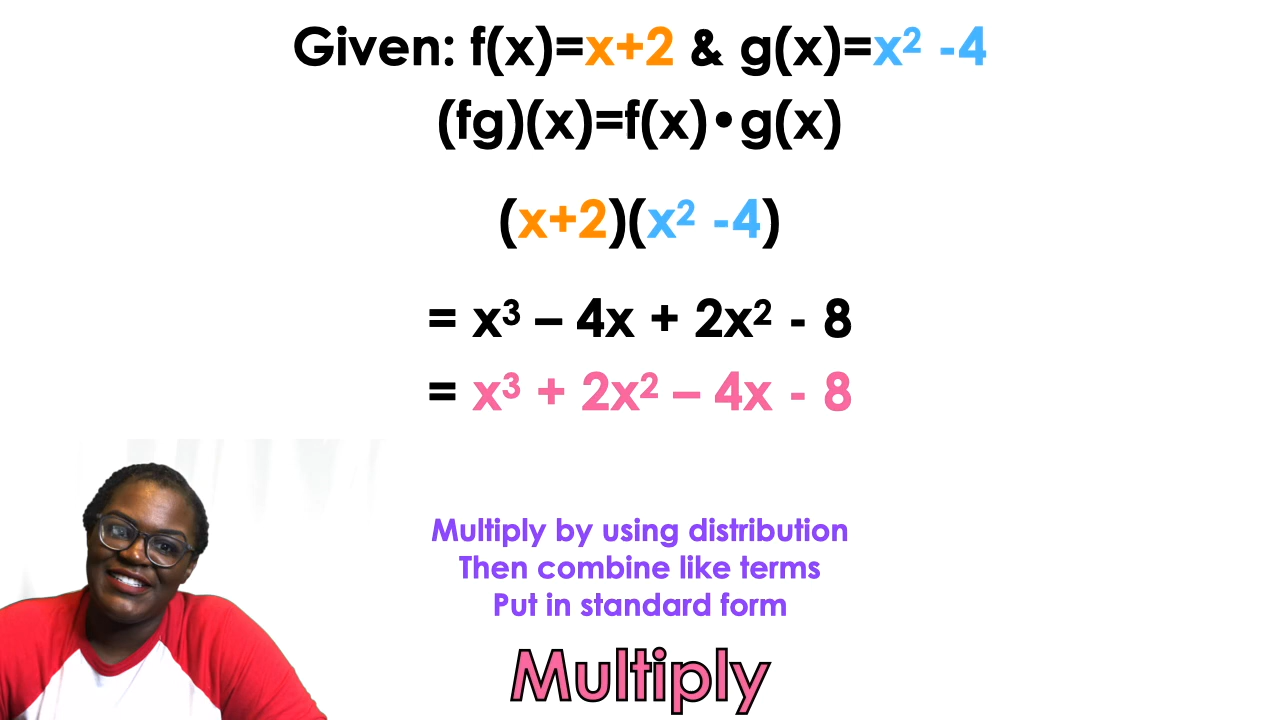 Given: f(x)=x+2 & g(x)=x² -4
(fg)(x)=f(x)•g(x)
(x+2)(x² -4)
= x³ – 4x + 2x² - 8
= x³ + 2x² – 4x - 8
Multiply by using distribution
Then combine like terms
Put in standard form
Multiply